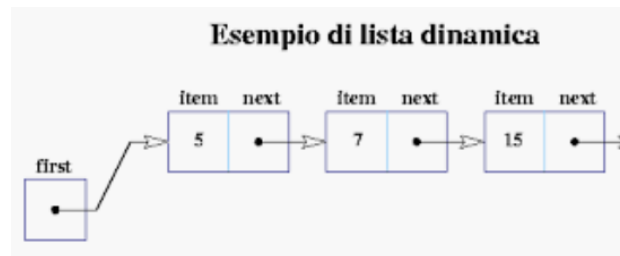 Esempio di lista dinamica
item next item next item next
5 7 15
first